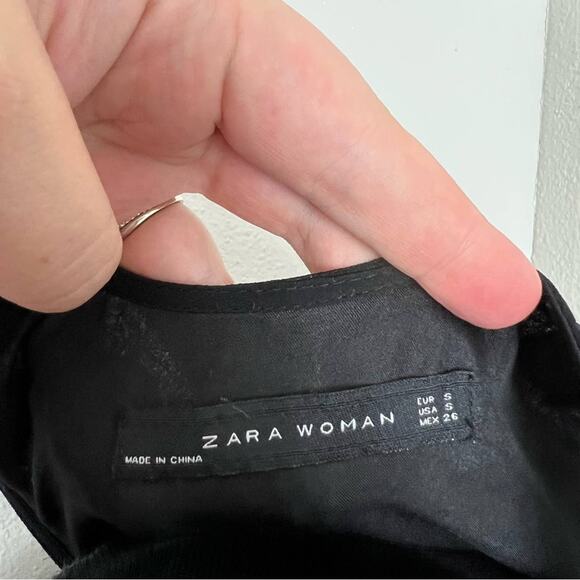 ZARA WOMAN
EUR S
USA S
MEX 26
MADE IN CHINA